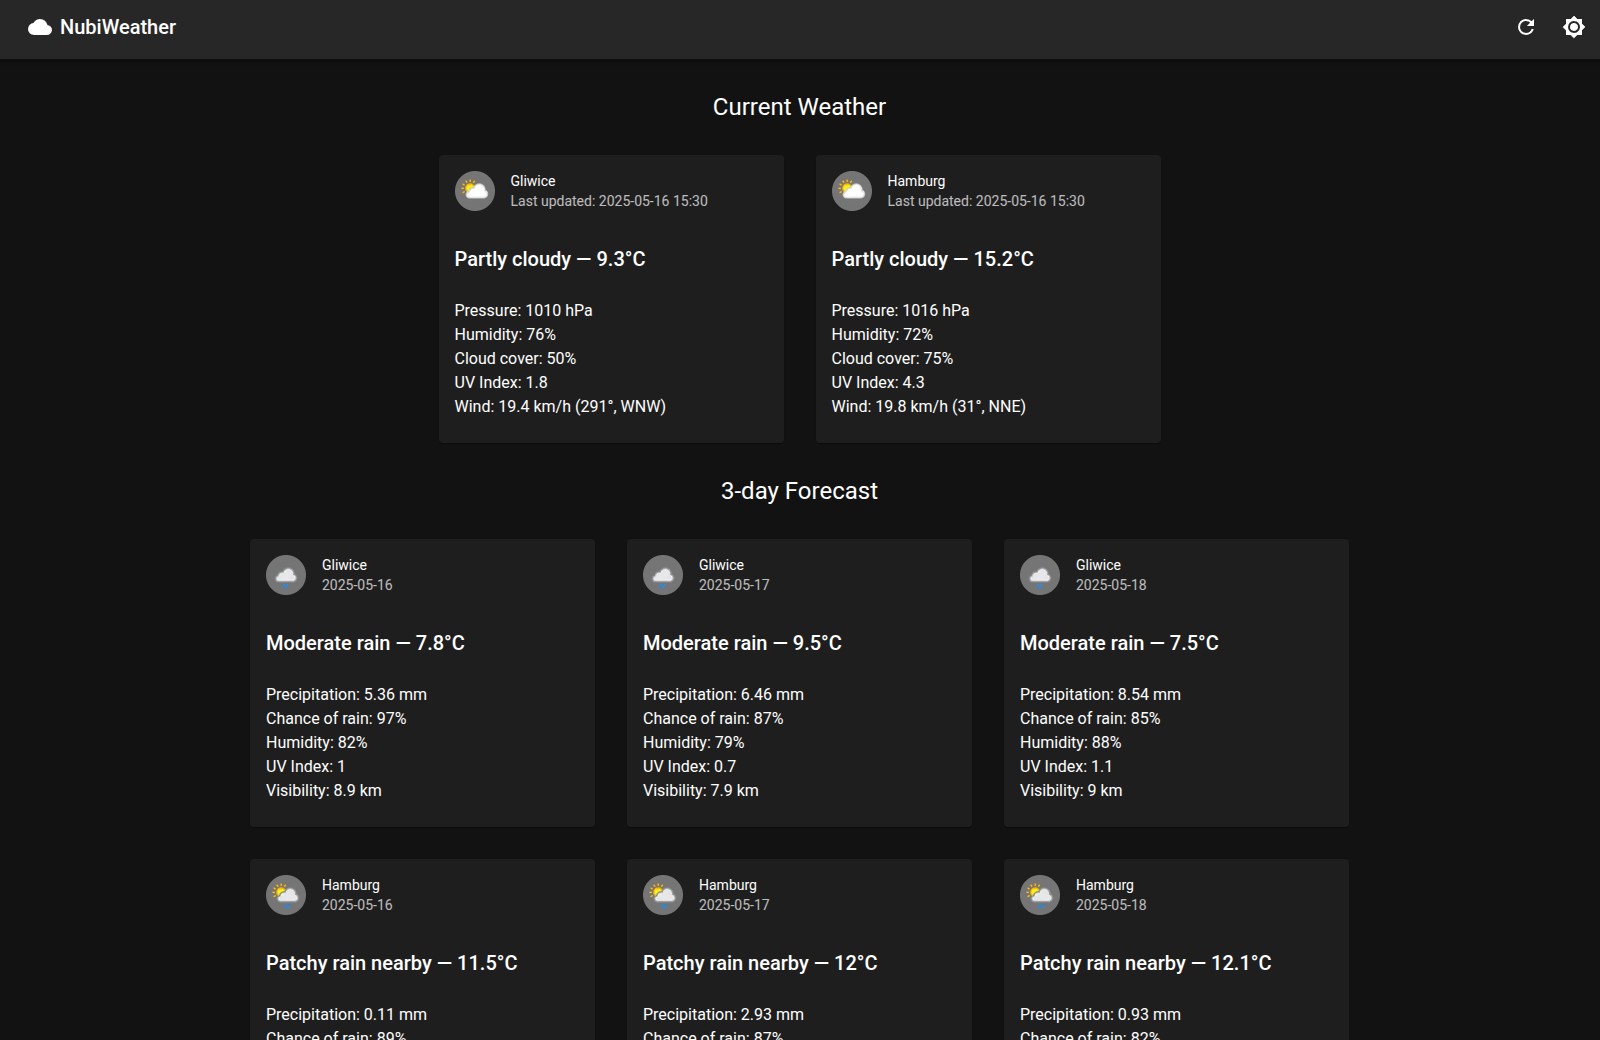 NubiWeather
Current Weather
Gliwice
Last updated: 2025-05-16 15:30
Partly cloudy — 9.3°C
Pressure: 1010 hPa
Humidity: 76%
Cloud cover: 50%
UV Index: 1.8
Wind: 19.4 km/h (291°, WNW)
Hamburg
Last updated: 2025-05-16 15:30
Partly cloudy — 15.2°C
Pressure: 1016 hPa
Humidity: 72%
Cloud cover: 75%
UV Index: 4.3
Wind: 19.8 km/h (31°, NNE)
3-day Forecast
Gliwice
2025-05-16
Moderate rain — 7.8°C
Precipitation: 5.36 mm
Chance of rain: 97%
Humidity: 82%
UV Index: 1
Visibility: 8.9 km
Gliwice
2025-05-17
Moderate rain — 9.5°C
Precipitation: 6.46 mm
Chance of rain: 87%
Humidity: 79%
UV Index: 0.7
Visibility: 7.9 km
Gliwice
2025-05-18
Moderate rain — 7.5°C
Precipitation: 8.54 mm
Chance of rain: 85%
Humidity: 88%
UV Index: 1.1
Visibility: 9 km
Hamburg
2025-05-16
Patchy rain nearby — 11.5°C
Precipitation: 0.11 mm
Chance of rain: 89%
Hamburg
2025-05-17
Patchy rain nearby — 12°C
Precipitation: 2.93 mm
Chance of rain: 87%
Hamburg
2025-05-18
Patchy rain nearby — 12.1°C
Precipitation: 0.93 mm
Chance of rain: 82%